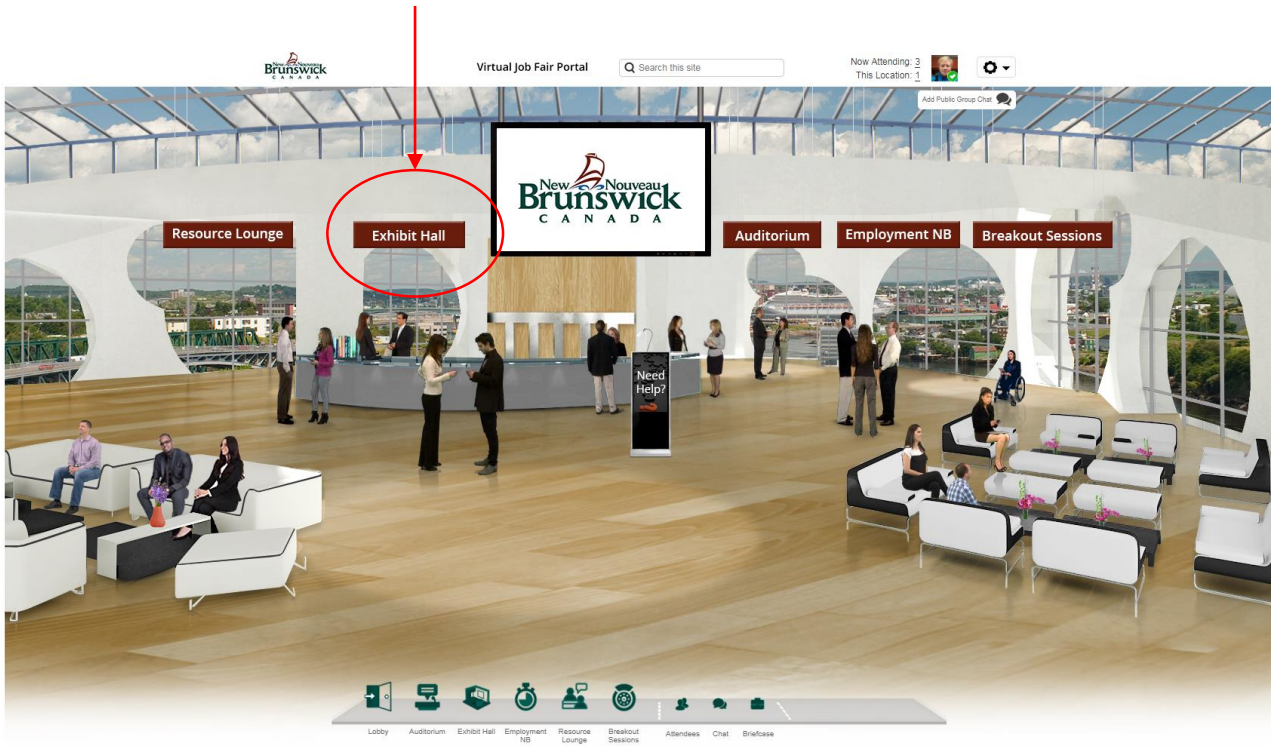 New Nouveau
Brunswick
CANADA
Virtual Job Fair Portal
Search this site
Now Attending: 3
This Location: 1
Add Public Group Chat
New Nouveau
Brunswick
CANADA
Resource Lounge
Exhibit Hall
Auditorium
Employment NB
Breakout Sessions
Need
Help?
Lobby
Auditorium
Exhibit Hall
Employment
NB
Resource
Lounge
Breakout
Sessions
Attendees
Chat
Briefcase